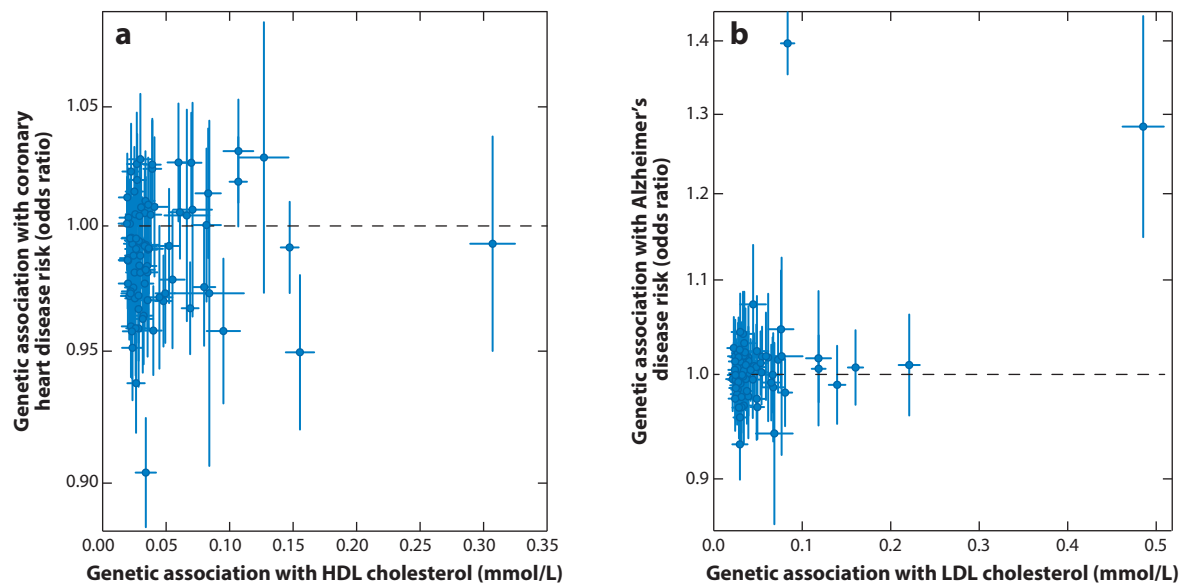 a
Genetic association with coronary
heart disease risk (odds ratio)
1.05
1.00
0.95
0.90
0.00 0.05 0.10 0.15 0.20 0.25 0.30 0.35
Genetic association with HDL cholesterol (mmol/L)
b
Genetic association with Alzheimer's
disease risk (odds ratio)
1.4
1.3
1.2
1.1
1.0
0.9
0.0 0.1 0.2 0.3 0.4 0.5
Genetic association with LDL cholesterol (mmol/L)